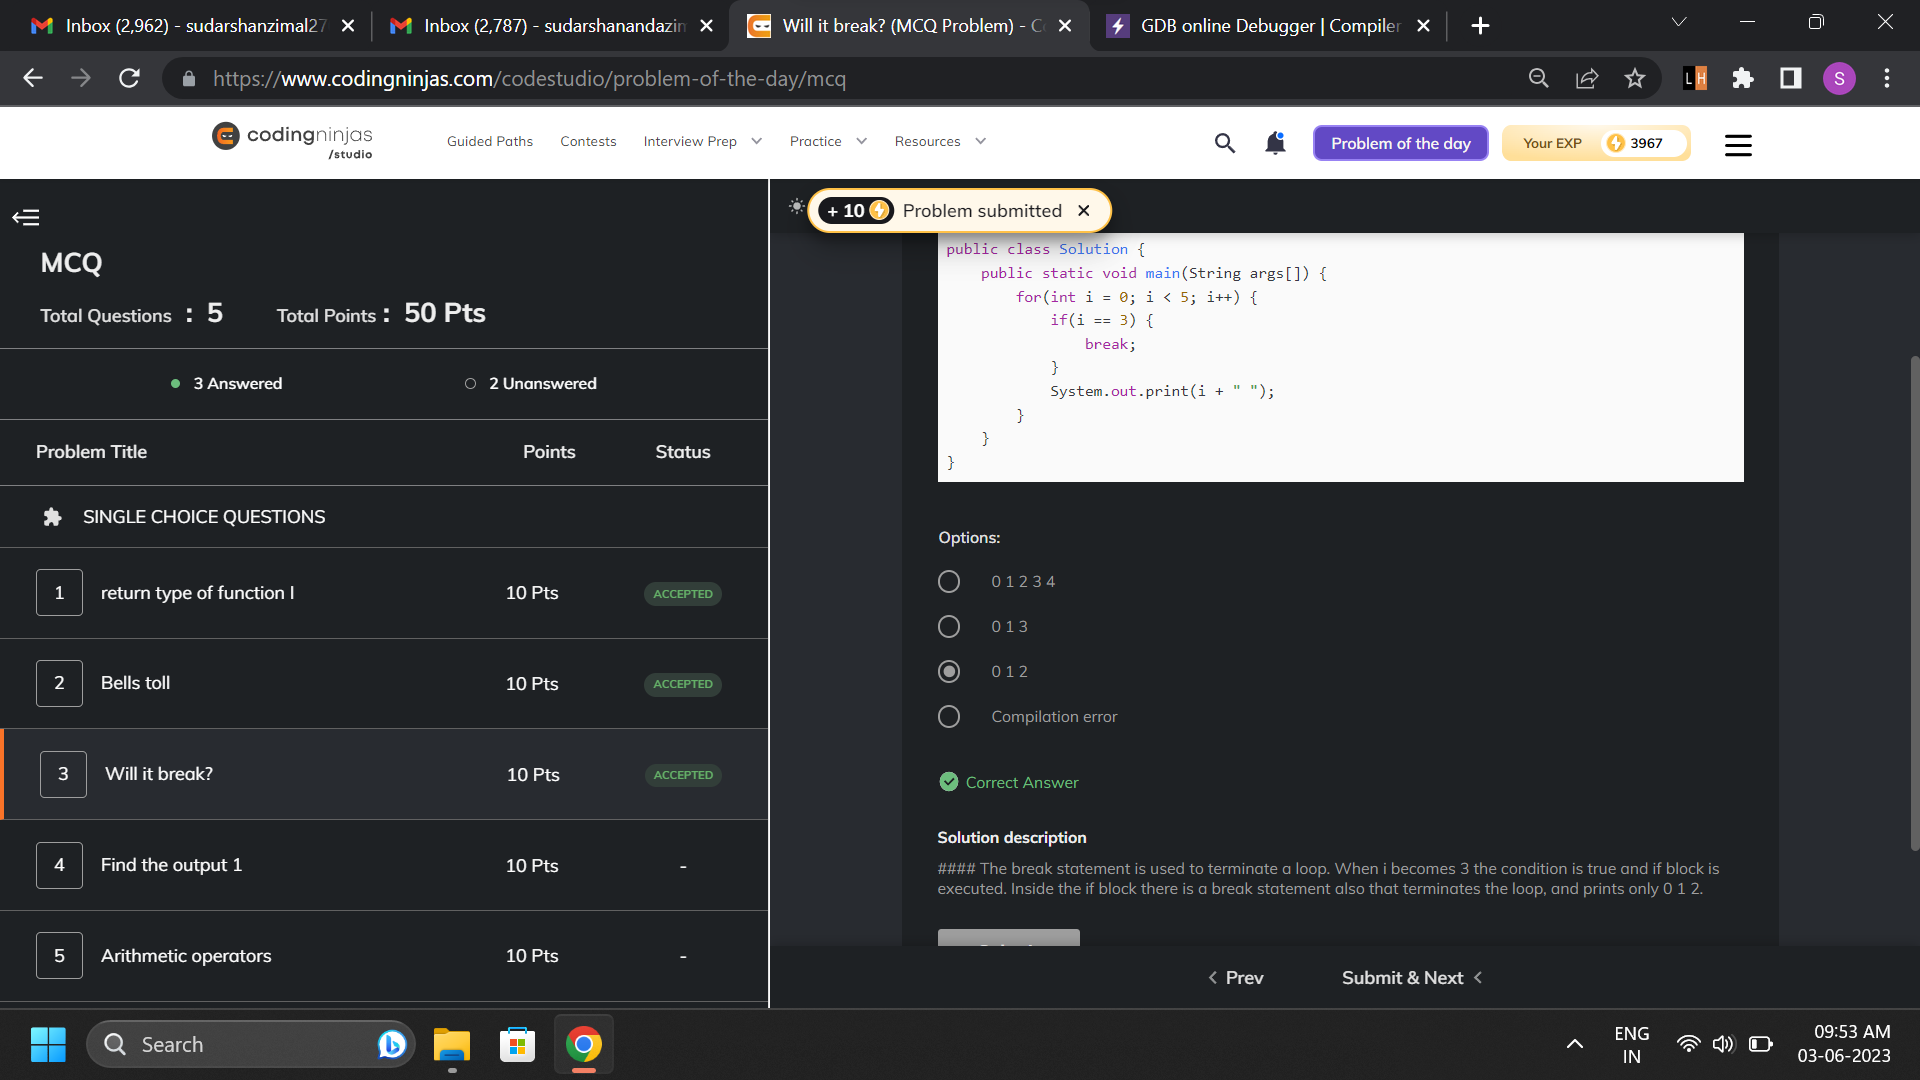 Inbox (2,962) - sudarshanzimal27
Inbox (2,787) - sudarshanandazim
Will it break? (MCQ Problem) - Co
GDB online Debugger | Compiler
https://www.codingninjas.com/codestudio/problem-of-the-day/mcq
L H
S
codingninjas
/studio
Guided Paths
Contests
Interview Prep
Practice
Resources
Problem of the day
Your EXP
3967
+ 10
Problem submitted
MCQ
Total Questions : 5
Total Points : 50 Pts
3 Answered
2 Unanswered
Problem Title Points Status
SINGLE CHOICE QUESTIONS
1 return type of function I 10 Pts ACCEPTED
2 Bells toll 10 Pts ACCEPTED
3 Will it break? 10 Pts ACCEPTED
4 Find the output 1 10 Pts -
5 Arithmetic operators 10 Pts -
public class Solution {
public static void main(String args[]) {
for(int i = 0; i < 5; i++) {
if(i == 3) {
break;
}
System.out.print(i + " ");
}
}
}
Options:
0 1 2 3 4
0 1 3
0 1 2
Compilation error
Correct Answer
Solution description
#### The break statement is used to terminate a loop. When i becomes 3 the condition is true and if block is
executed. Inside the if block there is a break statement also that terminates the loop, and prints only 0 1 2.
Prev
Submit & Next
Search
ENG
IN
09:53 AM
03-06-2023